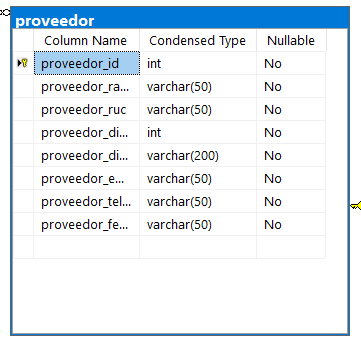 proveedor
Column Name Condensed Type Nullable
proveedor_id int No
proveedor_ra... varchar(50) No
proveedor_ruc varchar(50) No
proveedor_di... int No
proveedor_di... varchar(200) No
proveedor_e... varchar(50) No
proveedor_tel... varchar(50) No
proveedor_fe... varchar(50) No